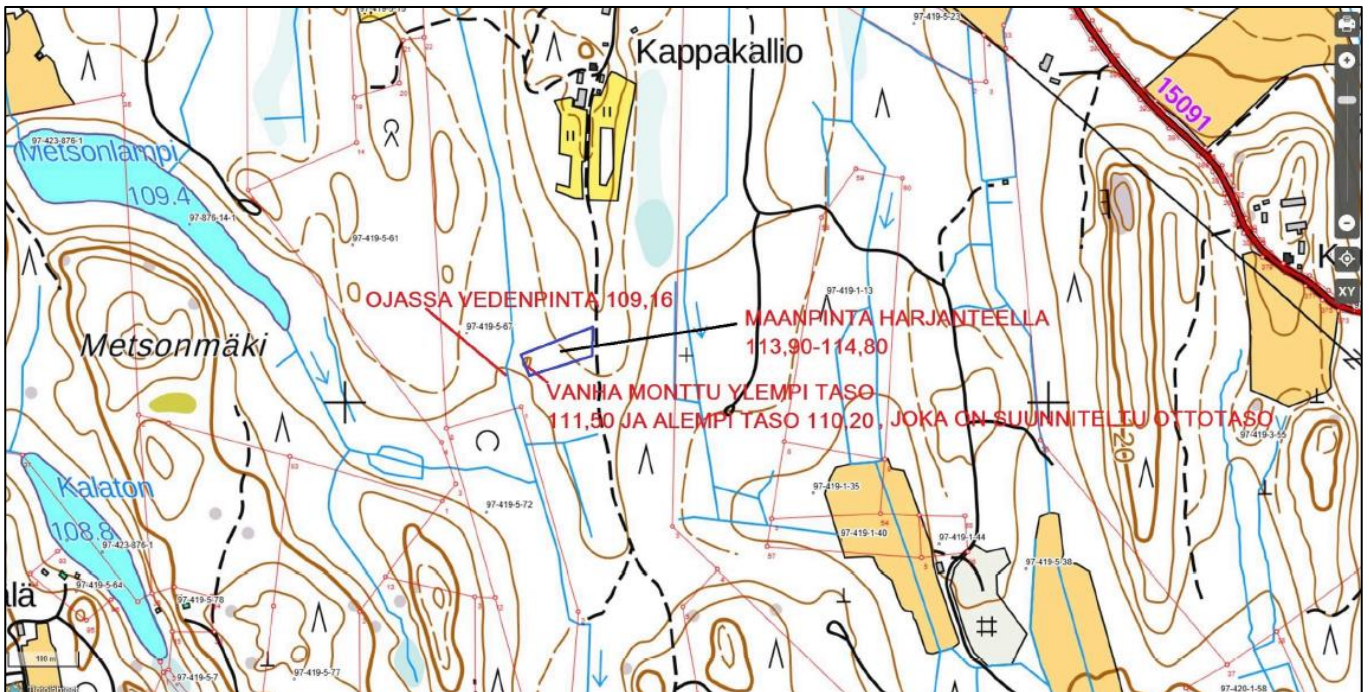 97-419-5-23
Kappakallio
15091
97-423-876-1
Metsonlampi
109.4
97-876-14-1
97-419-5-61
97-419-1-13
OJASSA VEDENPINTA 109,16
97-419-5-67
MAANPINTA HARJANTEELLA
113,90-114,80
Metsonmäki
VANHA MONTTU YLEMPI TASO
111,50 JA ALEMPI TASO 110,20 , JOKA ON SUUNNITELTU OTTOTASO
97-419-3-55
20
Kalaton
108.8
97-423-876-1
97-419-5-72
97-419-1-35
97-419-1-40
97-419-1-44
97-419-5-38
97-419-5-64
97-419-5-78
lä
97-419-5-7
97-419-5-77
97-420-1-58
100 m
XY